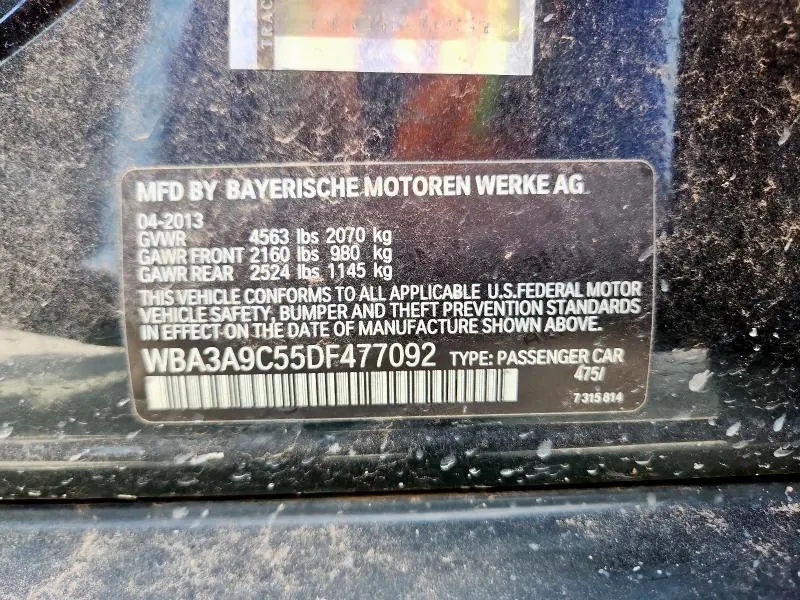 TRAC
MFD BY BAYERISCHE MOTOREN WERKE AG
04-2013
GVWR 4563 lbs 2070 kg
GAWR FRONT 2160 lbs 980 kg
GAWR REAR 2524 lbs 1145 kg
THIS VEHICLE CONFORMS TO ALL APPLICABLE U.S.FEDERAL MOTOR
VEHICLE SAFETY, BUMPER AND THEFT PREVENTION STANDARDS
IN EFFECT ON THE DATE OF MANUFACTURE SHOWN ABOVE.
WBA3A9C55DF477092 TYPE: PASSENGER CAR
475/
7 315 814